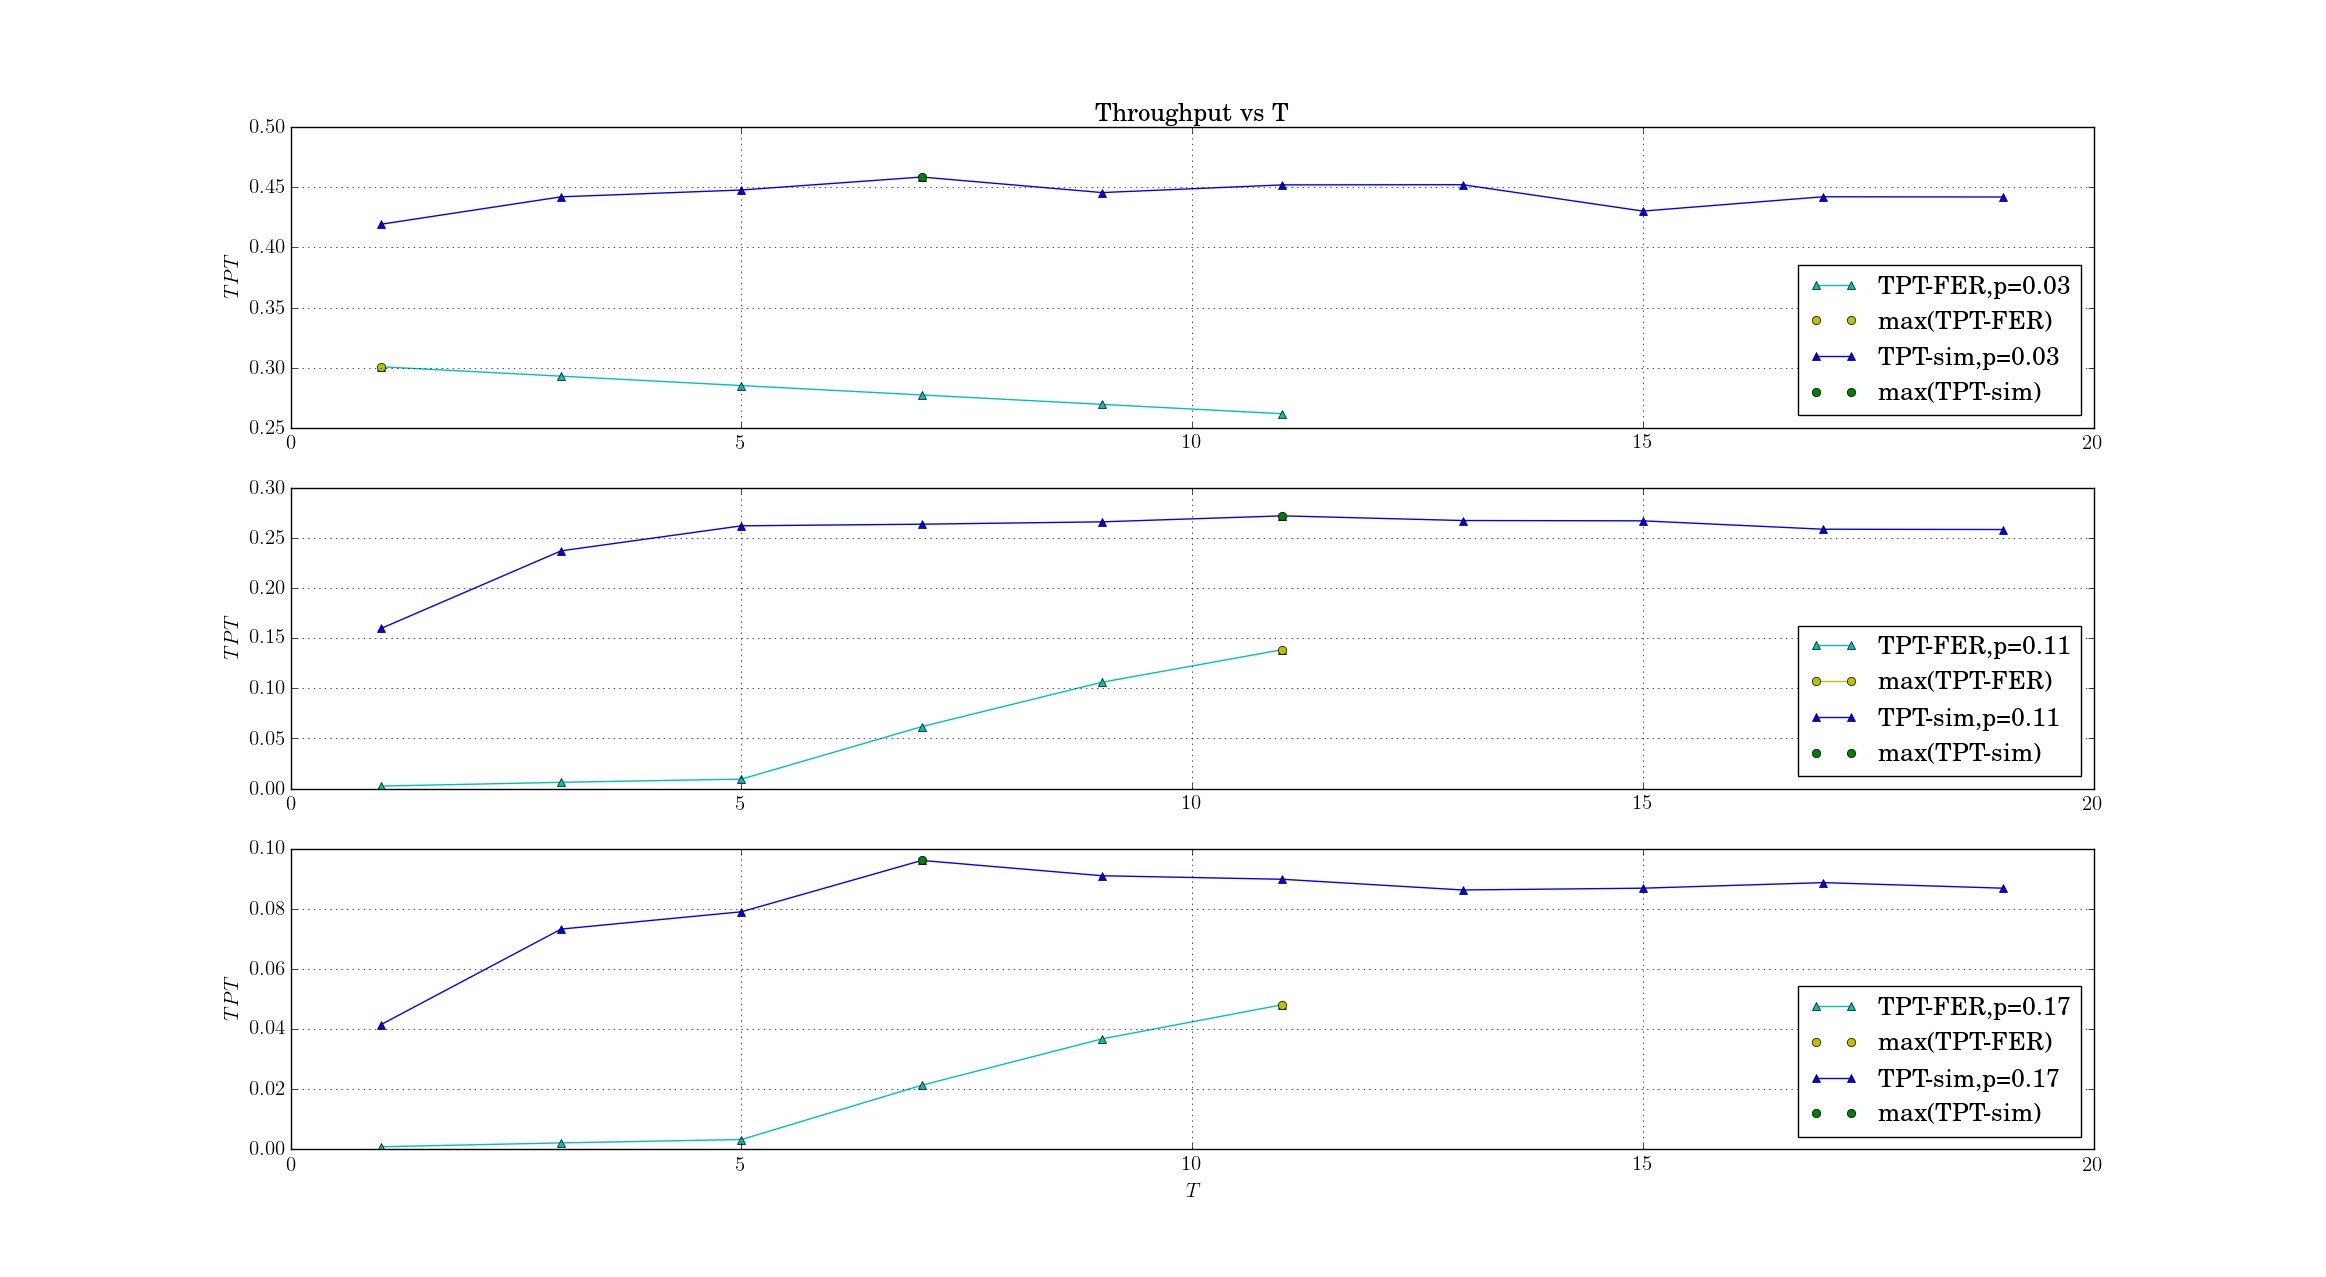 Throughput vs T
0.50
0.45
0.40
0.35
0.30
0.25
TPT
0 5 10 15 20
TPT-FER,p=0.03
max(TPT-FER)
TPT-sim,p=0.03
max(TPT-sim)
0.30
0.25
0.20
0.15
0.10
0.05
0.00
TPT
0 5 10 15 20
TPT-FER,p=0.11
max(TPT-FER)
TPT-sim,p=0.11
max(TPT-sim)
0.10
0.08
0.06
0.04
0.02
0.00
TPT
0 5 10 15 20
TPT-FER,p=0.17
max(TPT-FER)
TPT-sim,p=0.17
max(TPT-sim)
T